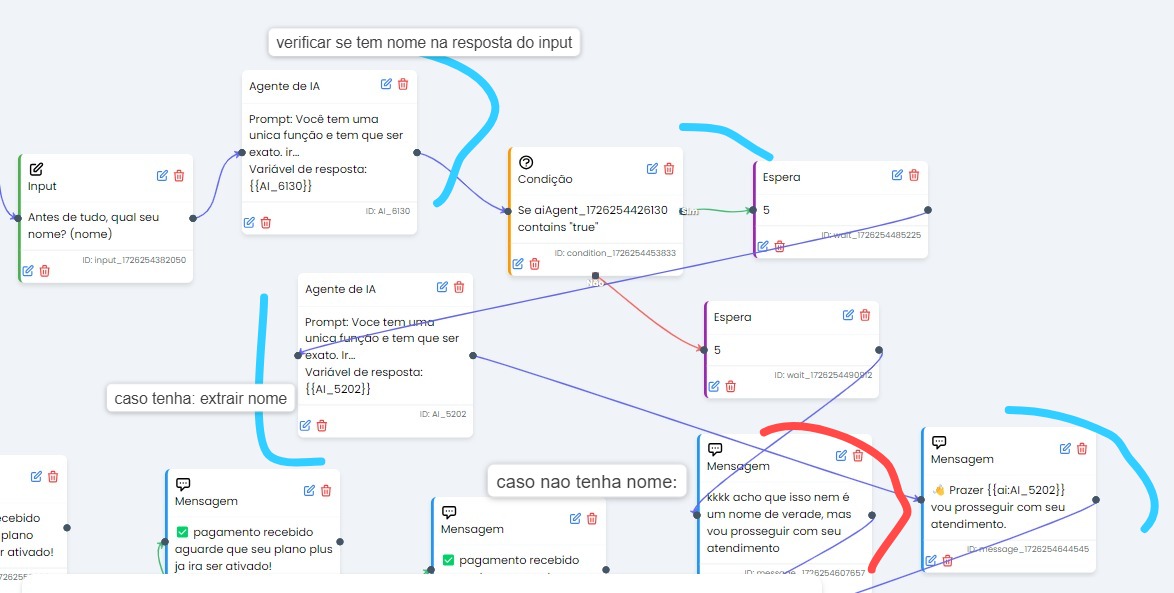 verificar se tem nome na resposta do input
Agente de IA
Prompt: Você tem uma
unica função e tem que ser
exato. ir...
Variável de resposta:
{{AI_6130}}
ID: AI_6130
Input
Antes de tudo, qual seu
nome? (nome)
ID: input_1726254382050
Condição
Se aiAgent_1726254426130
contains "true"
ID: condition_1726254453833
Sim
Não
Espera
5
ID: wait_1726254485225
Agente de IA
Prompt: Voce tem uma
unica função e tem que ser
exato. Ir...
Variável de resposta:
{{AI_5202}}
ID: AI_5202
caso tenha: extrair nome
Espera
5
ID: wait_1726254490912
caso nao tenha nome:
Mensagem
kkkk acho que isso nem é
um nome de verade, mas
vou prosseguir com seu
atendimento
ID: message_1726254607657
Mensagem
👋 Prazer {{ai:AI_5202}}
vou prosseguir com seu
atendimento.
ID: message_1726254644545
ecebido
plano
r ativado!
Mensagem
✅ pagamento recebido
aguarde que seu plano plus
ja ira ser ativado!
Mensagem
✅ pagamento recebido